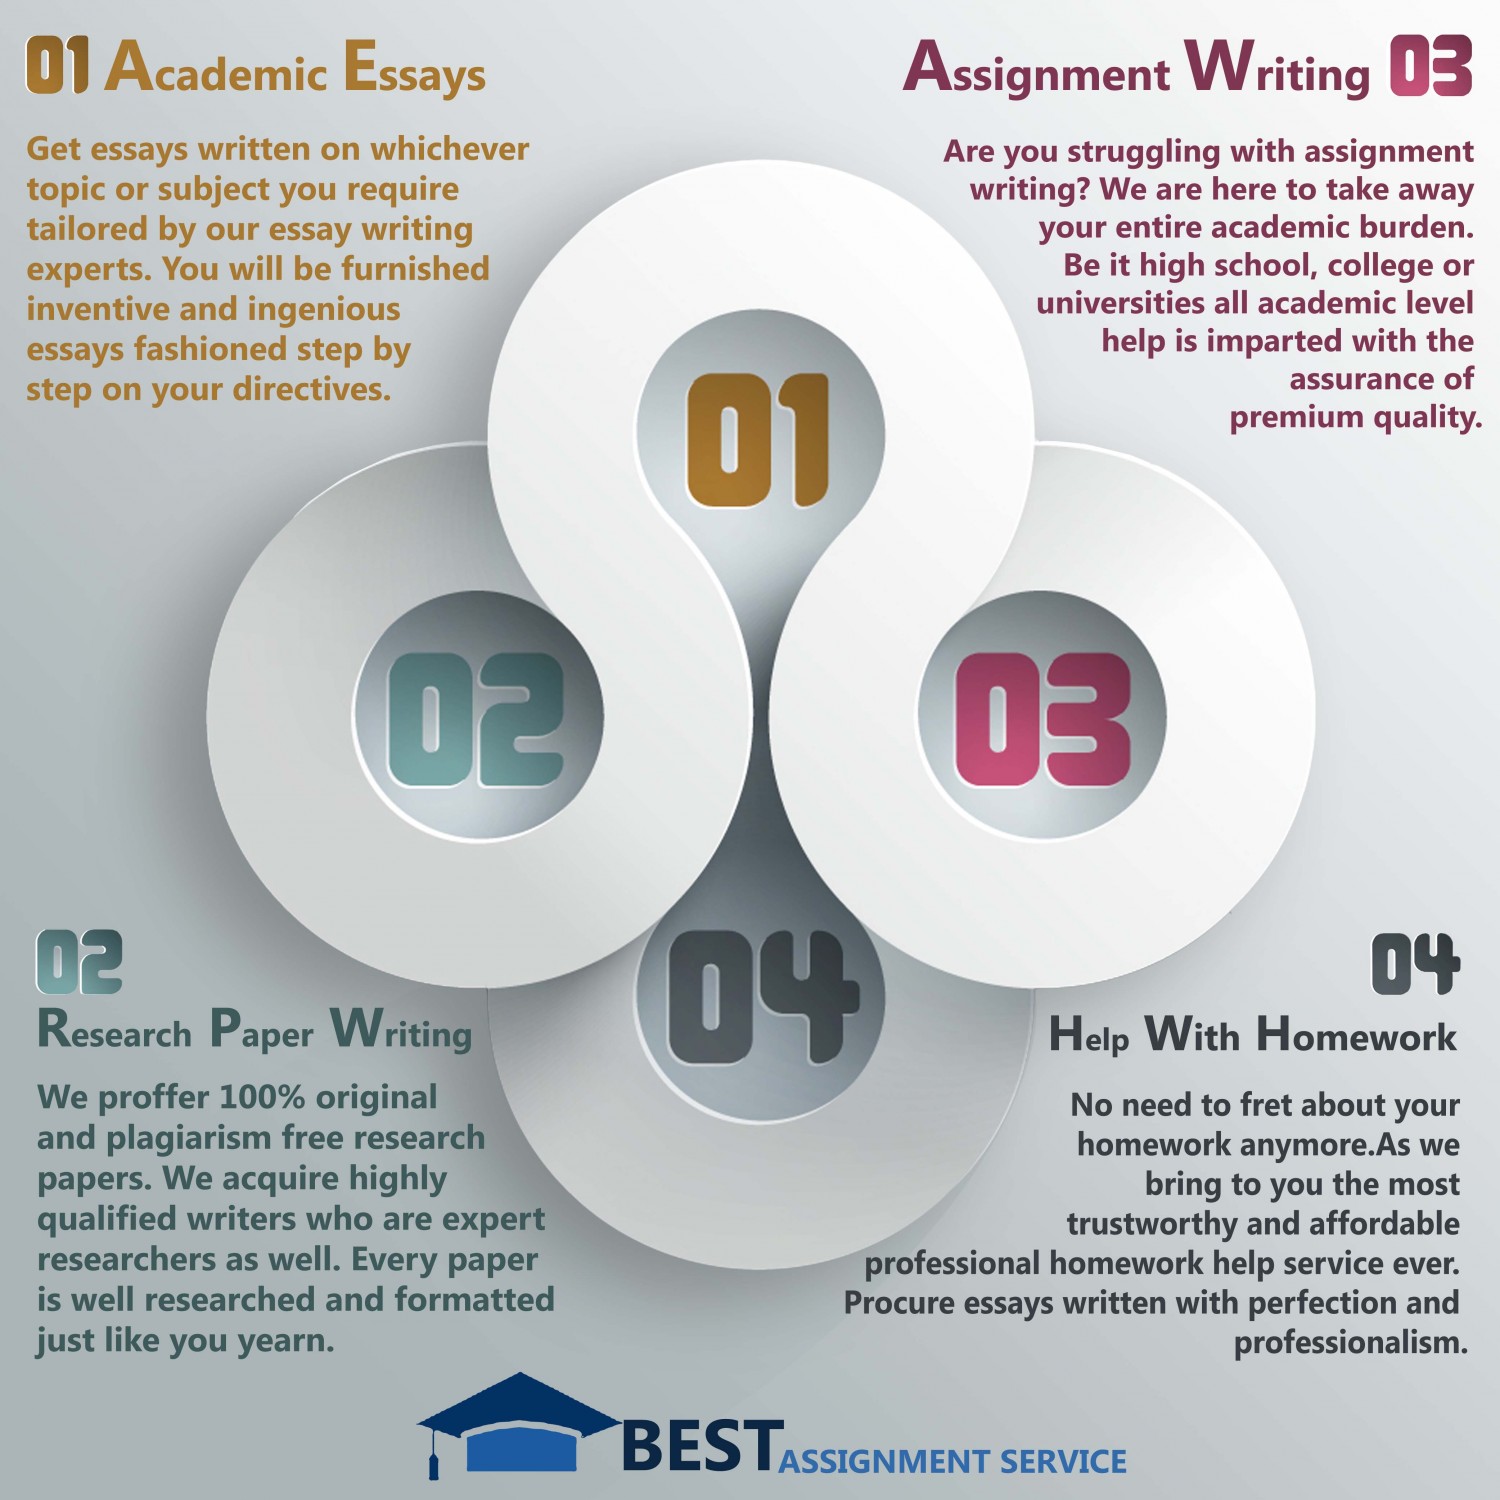 01 Academic Essays
Get essays written on whichever
topic or subject you require
tailored by our essay writing
experts. You will be furnished
inventive and ingenious
essays fashioned step by
step on your directives.
Assignment Writing 03
Are you struggling with assignment
writing? We are here to take away
your entire academic burden.
Be it high school, college or
universities all academic level
help is imparted with the
assurance of
premium quality.
01
02
03
04
02
Research Paper Writing
We proffer 100% original
and plagiarism free research
papers. We acquire highly
qualified writers who are expert
researchers as well. Every paper
is well researched and formatted
just like you yearn.
04
Help With Homework
No need to fret about your
homework anymore.As we
bring to you the most
trustworthy and affordable
professional homework help service ever.
Procure essays written with perfection and
professionalism.
BEST ASSIGNMENT SERVICE